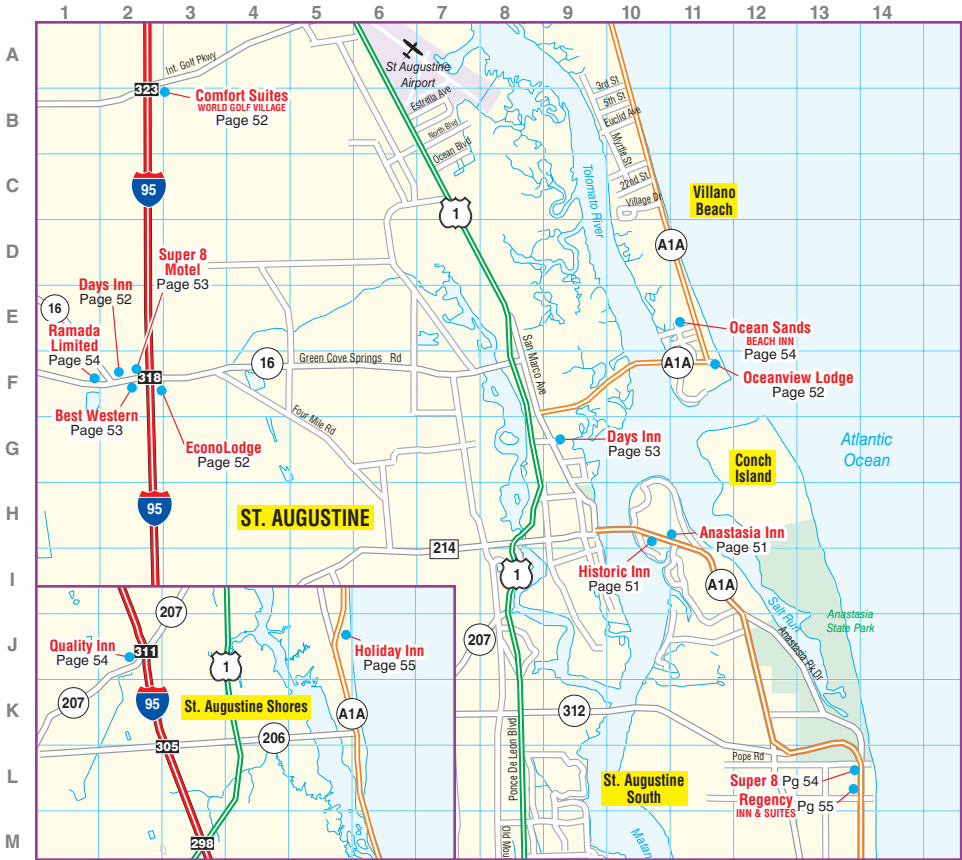 1 2 3 4 5 6 7 8 9 10 11 12 13 14
A
B
C
D
E
F
G
H
I
J
K
L
M
Int. Golf Pkwy
323
Comfort Suites
WORLD GOLF VILLAGE
Page 52
St Augustine
Airport
Estrella Ave
North Blvd
Ocean Blvd
3rd St
5th St
Euclid Ave
Myrtle St
22nd St
Village Dr
Tolomato River
Villano
Beach
95
1
A1A
Super 8
Motel
Page 53
Days Inn
Page 52
16
Ramada
Limited
Page 54
318
Best Western
Page 53
EconoLodge
Page 52
16
Green Cove Springs Rd
Four Mile Rd
San Marco Ave
Ocean Sands
BEACH INN
Page 54
A1A
Oceanview Lodge
Page 52
Days Inn
Page 53
Conch
Island
Atlantic
Ocean
95
ST. AUGUSTINE
214
1
Anastasia Inn
Page 51
Historic Inn
Page 51
A1A
Salt Run
Anastasia Pk Dr
Anastasia
State Park
207
Quality Inn
Page 54
311
1
Holiday Inn
Page 55
207
207
95
St. Augustine Shores
A1A
206
305
298
312
Ponce De Leon Blvd
Old Mou
St. Augustine
South
Matan
Pope Rd
Super 8 Pg 54
Regency
INN & SUITES Pg 55